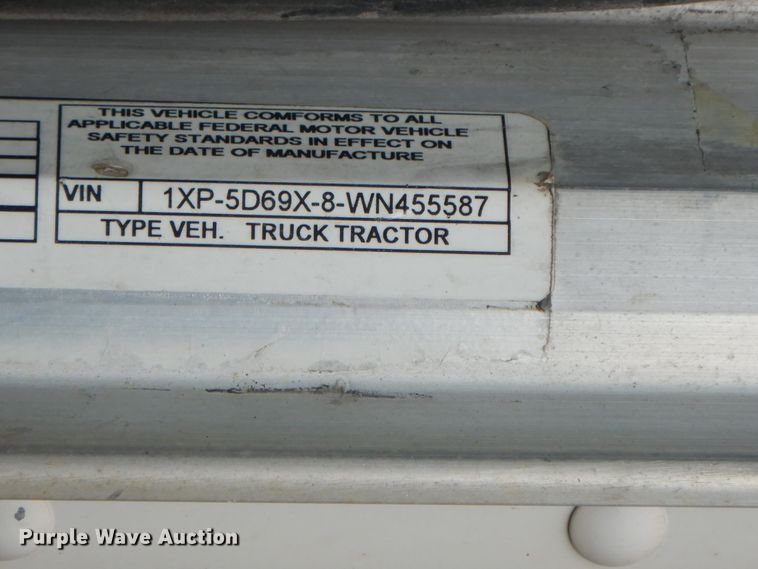 THIS VEHICLE COMFORMS TO ALL
APPLICABLE FEDERAL MOTOR VEHICLE
SAFETY STANDARDS IN EFFECT ON
THE DATE OF MANUFACTURE
VIN 1XP-5D69X-8-WN455587
TYPE VEH. TRUCK TRACTOR
Purple Wave Auction